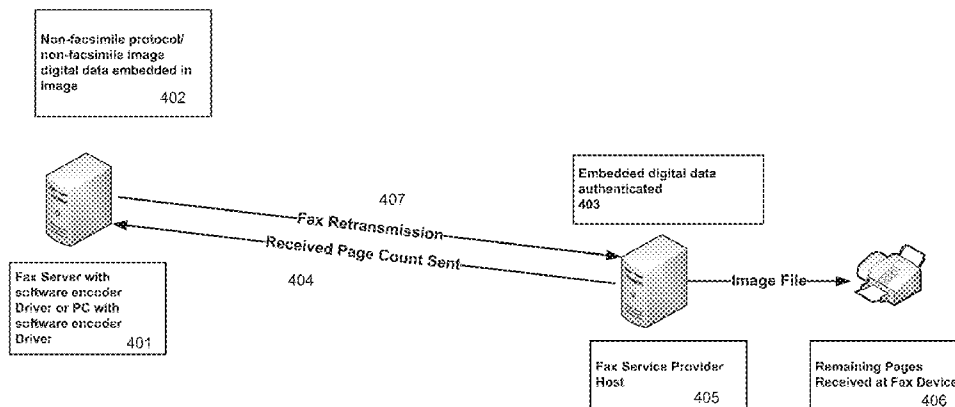 Non-facsimile protocol/
non-facsimile image
digital data embedded in
Image
402
407
Fax Retransmission
Received Page Count Sent
404
Embedded digital data
authenticated
403
Image File
Fax Server with
software encoder
Driver or PC with
software encoder
Driver
401
Fax Service Provider
Host
405
Remaining Pages
Received at Fax Device
406